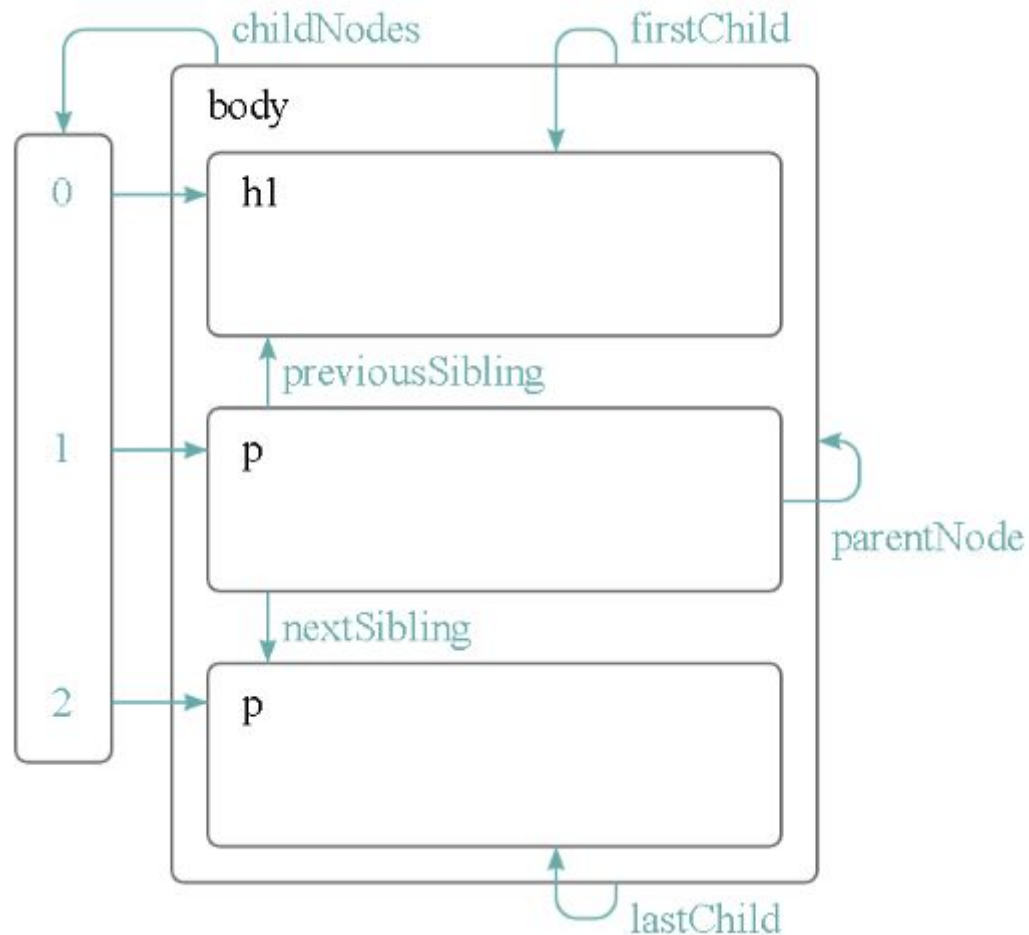 childNodes
firstChild
body
0
h1
previousSibling
1
p
parentNode
nextSibling
2
p
lastChild